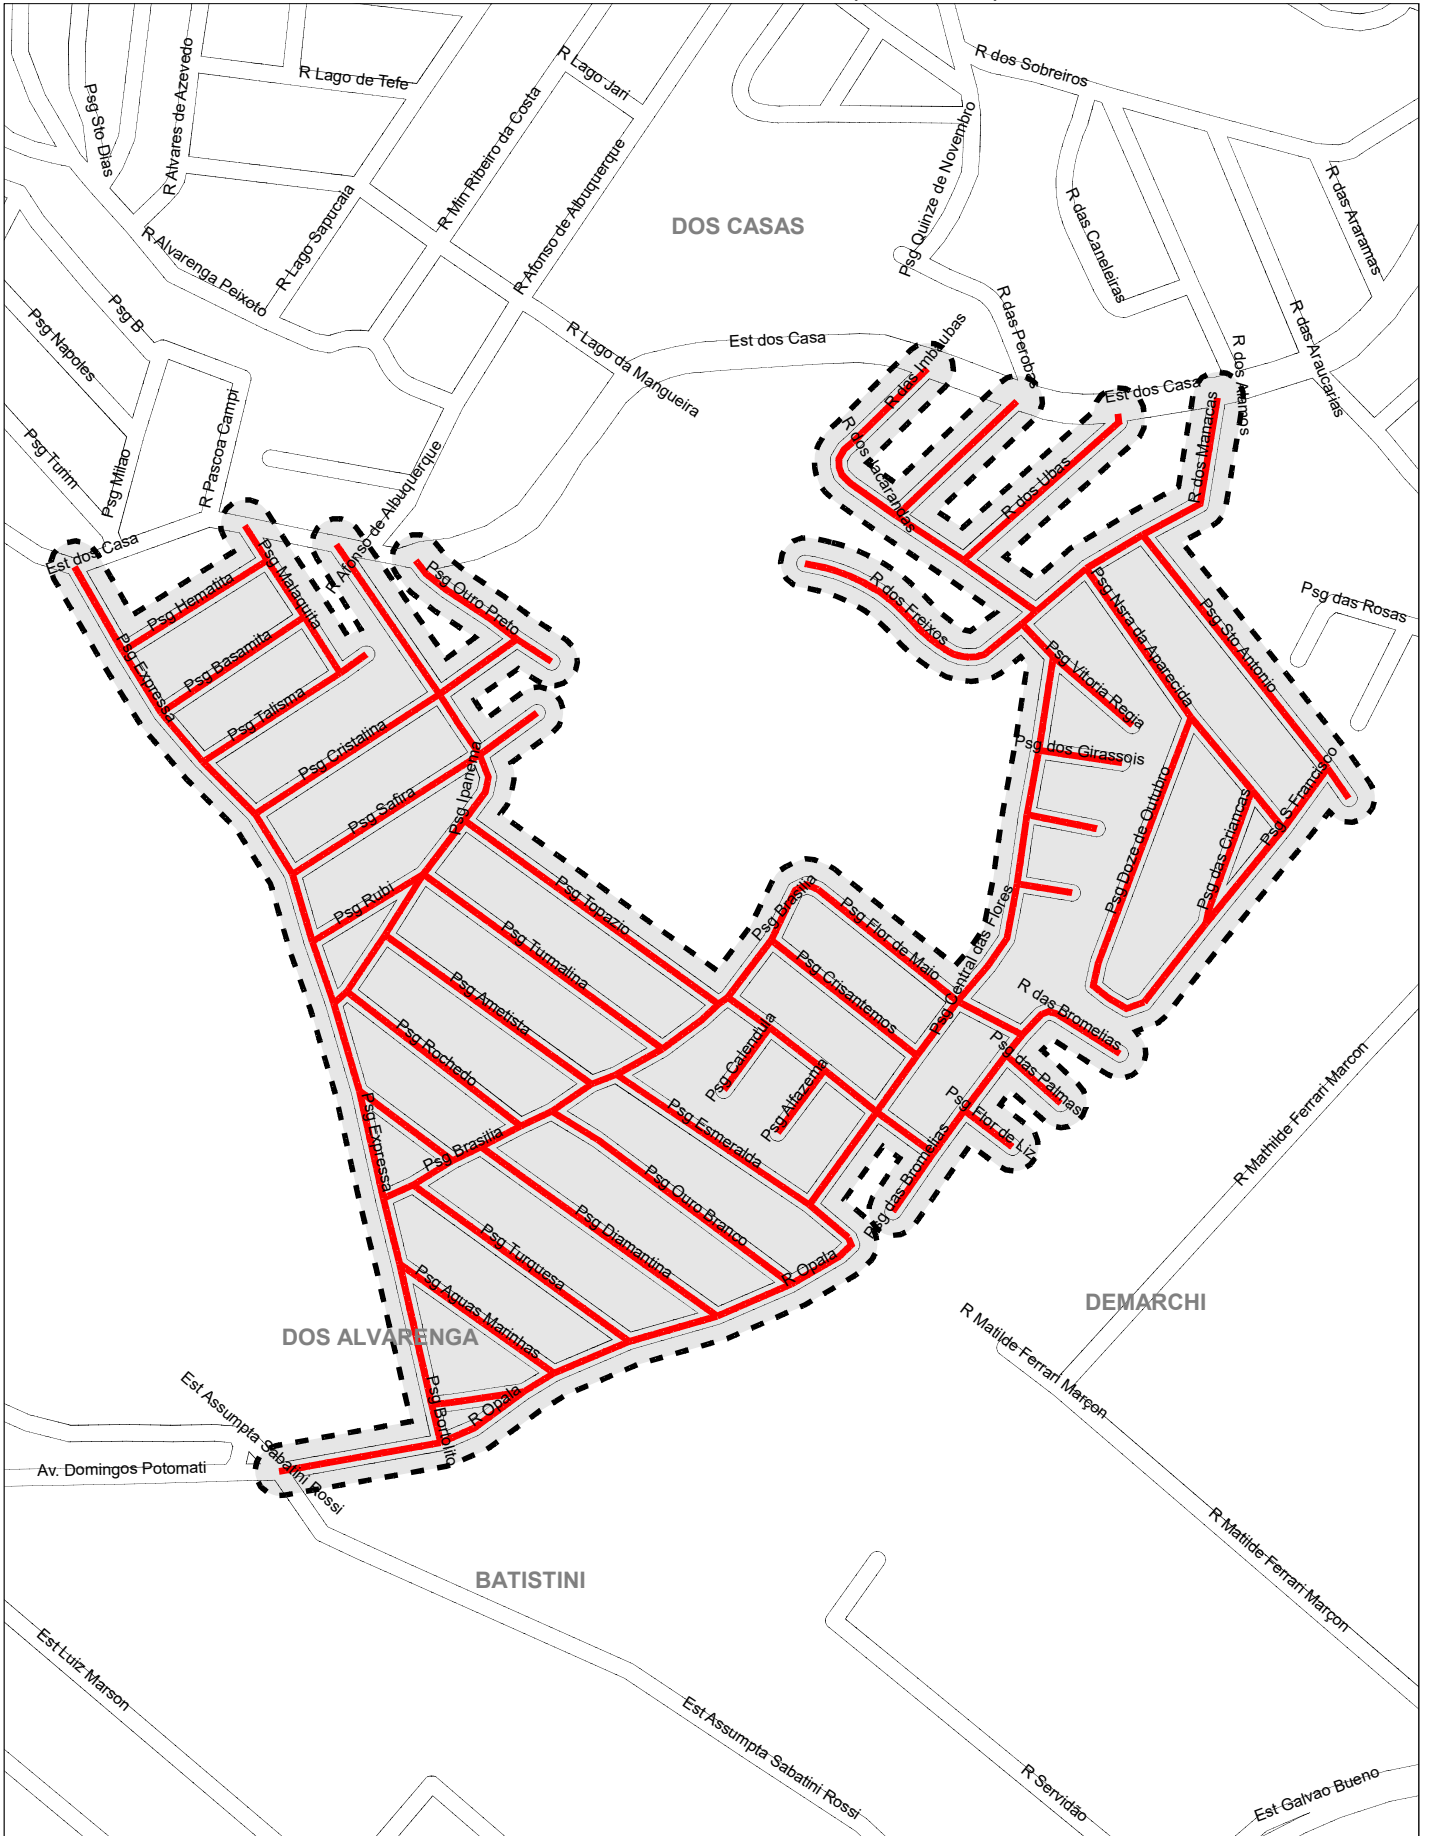 R dos Sobreiros
R Lago Jari
R Lago de Tefe
R Alvares de Azevedo
Psg Sto Dias
R Min Ribeiro da Costa
R Afonso de Albuquerque
Psg Quinze de Novembro
R das Caneleiras
R das Araramas
R Lago Sapucaia
DOS CASAS
R Alvarenga Peixoto
Psg B
Psg Napoles
R Lago da Mangueira
Est dos Casa
R das Perobas
R das Imbaubas
R das Araucarias
R dos Alamos
Est dos Casa
R dos Manacas
R Pascoa Campi
Psg Milao
Psg Turim
R Afonso de Albuquerque
R dos Jacarandas
R dos Ubas
Est dos Casa
Psg Hematita
Psg Malaquita
Psg Ouro Preto
R dos Freixos
Psg Nsra da Aparecida
Psg Sto Antonio
Psg das Rosas
Psg Expressa
Psg Basamita
Psg Talisma
Psg Cristalina
Psg Vitoria Regia
Psg dos Girassois
Psg Ipanema
Psg Safira
Psg Doze de Outubro
Psg das Criancas
Psg S Francisco
Psg Rubi
Psg Topazio
Psg Brasilia
Psg Flor de Maio
Psg Central das Flores
Psg Turmalina
Psg Ametista
Psg Crisantemos
R das Bromelias
Psg Rochedo
Psg Calendula
Psg Alfazema
Psg das Palmas
Psg Flor de Liz
Psg Expressa
Psg Brasilia
Psg Esmeralda
Psg das Bromelias
R Mathilde Ferrari Marcon
Psg Ouro Branco
Psg Diamantina
Psg Turquesa
R Opala
Psg Aguas Marinhas
DEMARCHI
DOS ALVARENGA
R Matilde Ferrari Marçon
Psg Bortolito
R Opala
Est Assumpta Sabatini Rossi
Av. Domingos Potomati
R Matilde Ferrari Marçon
BATISTINI
Est Luiz Marson
Est Assumpta Sabatini Rossi
R Servidão
Est Galvao Bueno